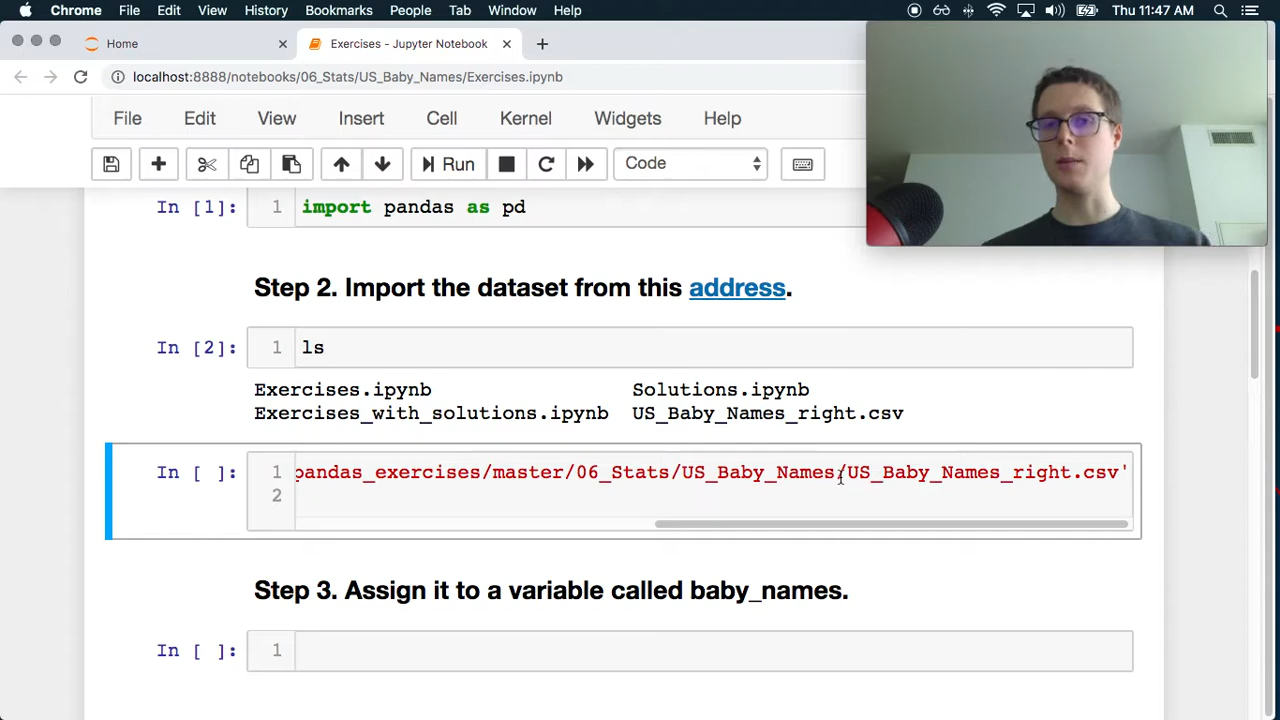 Chrome File Edit View History Bookmarks People Tab Window Help Thu 11:47 AM
Home Exercises - Jupyter Notebook
localhost:8888/notebooks/06_Stats/US_Baby_Names/Exercises.ipynb
File Edit View Insert Cell Kernel Widgets Help
Run Code
In [1]: 1 import pandas as pd
Step 2. Import the dataset from this address.
In [2]: 1 ls
Exercises.ipynb Solutions.ipynb
Exercises_with_solutions.ipynb US_Baby_Names_right.csv
In [ ]: 1 pandas_exercises/master/06_Stats/US_Baby_Names/US_Baby_Names_right.csv'
2
Step 3. Assign it to a variable called baby_names.
In [ ]: 1